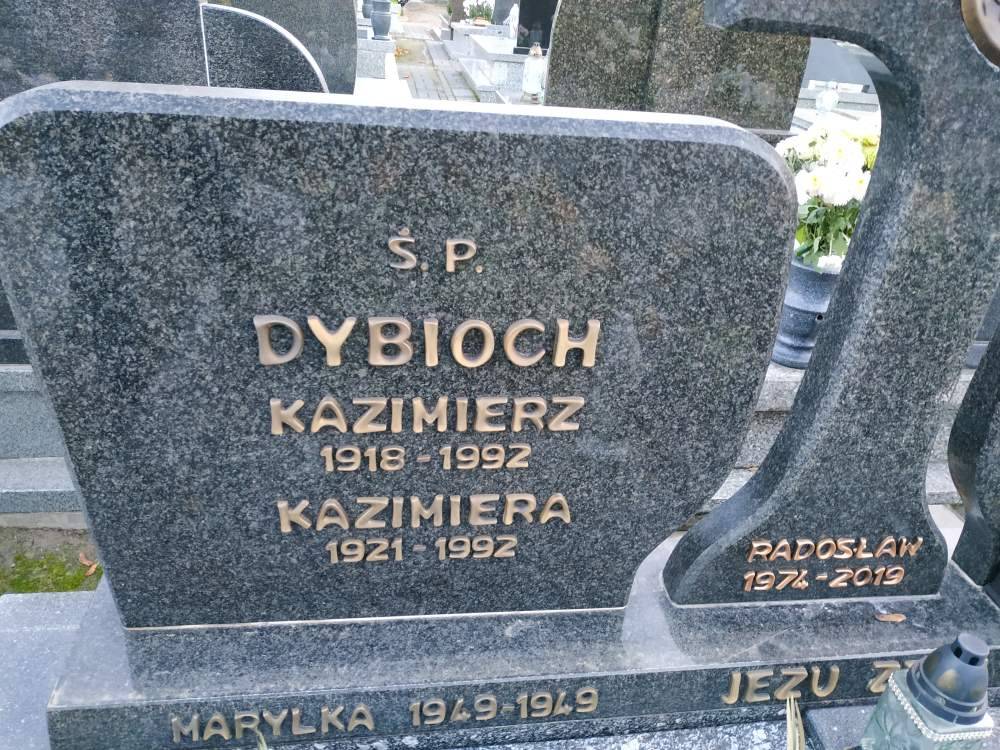 Ś. P.
DYBIOCH
KAZIMIERZ
1918 - 1992
KAZIMIERA
1921 - 1992
RADOSŁAW
1974 - 2019
MARYLKA 1949 - 1949
JEZU